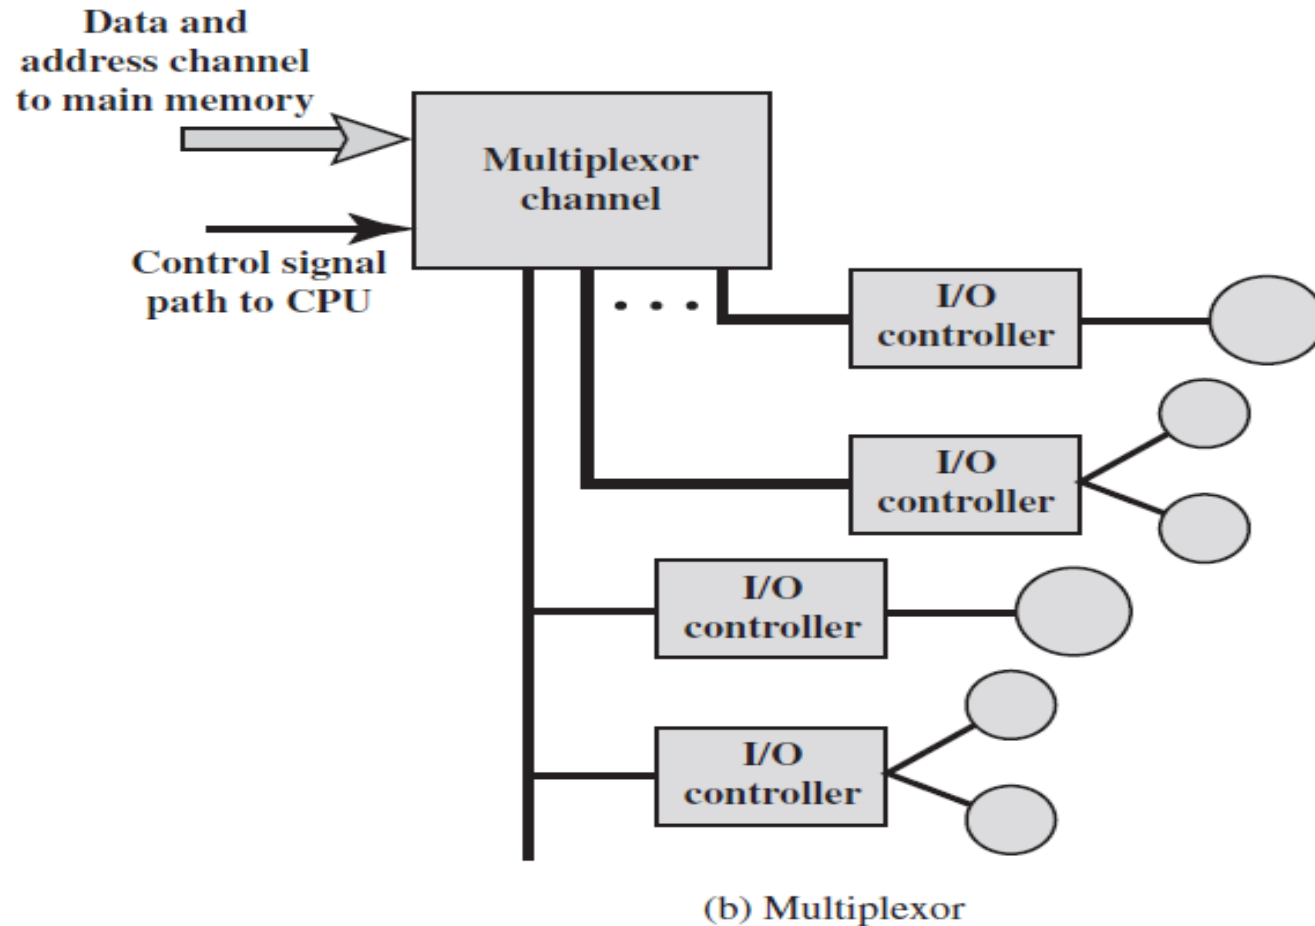 Data and
address channel
to main memory
Multiplexor
channel
Control signal
path to CPU
I/O
controller
I/O
controller
I/O
controller
I/O
controller
(b) Multiplexor